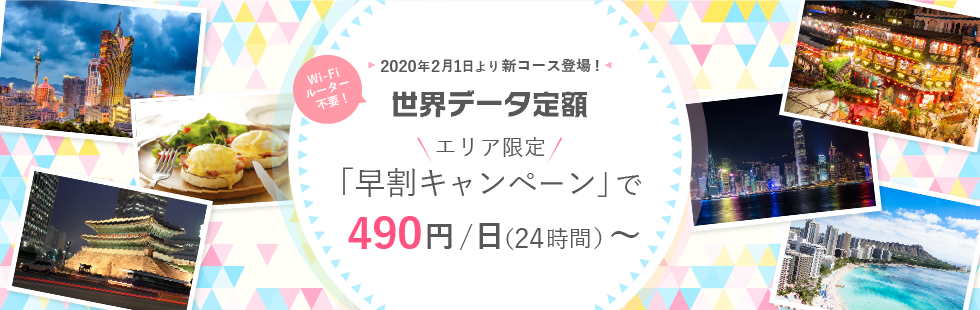 Wi-Fi
ルーター
不要！
2020年2月1日より新コース登場！
世界データ定額
エリア限定
「早割キャンペーン」で
490円/日(24時間)～